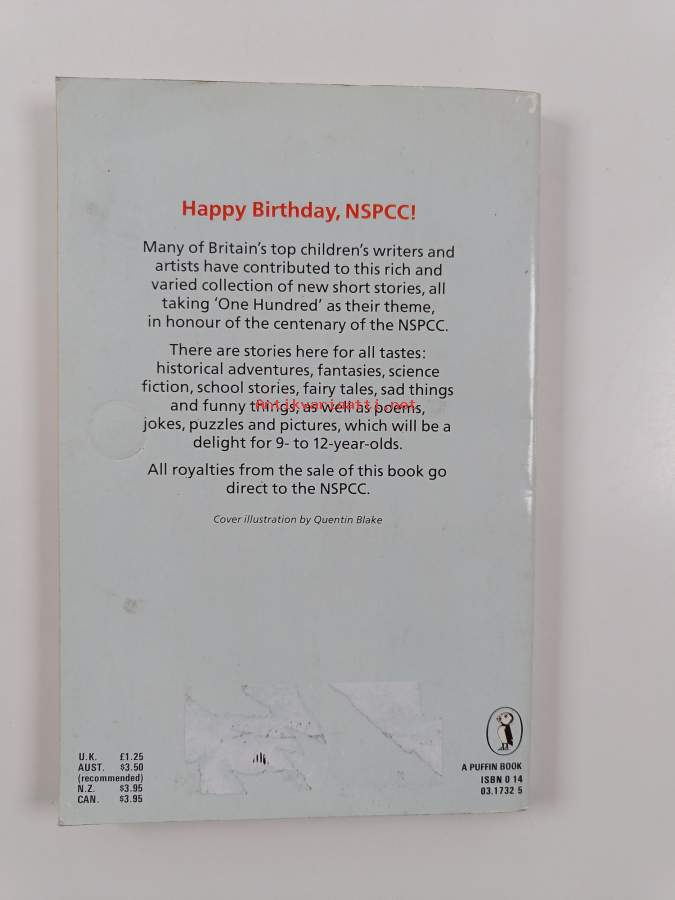 Happy Birthday, NSPCC!
Many of Britain's top children's writers and
artists have contributed to this rich and
varied collection of new short stories, all
taking 'One Hundred' as their theme,
in honour of the centenary of the NSPCC.
There are stories here for all tastes:
historical adventures, fantasies, science
fiction, school stories, fairy tales, sad things
and funny things, as well as poems,
Antikvariaatti.net
jokes, puzzles and pictures, which will be a
delight for 9- to 12-year-olds.
All royalties from the sale of this book go
direct to the NSPCC.
Cover illustration by Quentin Blake
U.K. £1.25
AUST. $3.50
(recommended)
N.Z. $3.95
CAN. $3.95
A PUFFIN BOOK
ISBN 0 14
03.1732 5